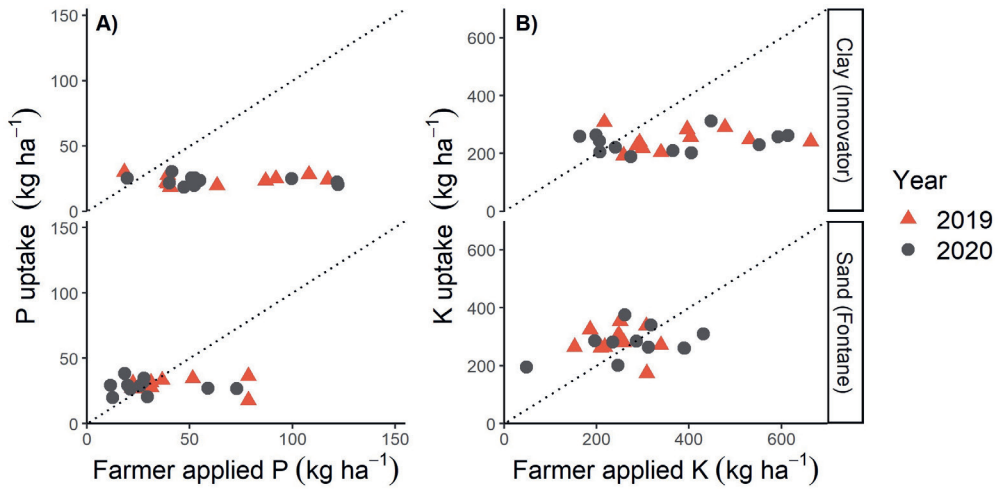 A)
B)
150
100
50
0
600
400
200
0
Clay (Innovator)
P uptake (kg ha⁻¹)
K uptake (kg ha⁻¹)
Year
2019
2020
150
100
50
0
600
400
200
0
Sand (Fontane)
0 50 100 150
0 200 400 600
Farmer applied P (kg ha⁻¹)
Farmer applied K (kg ha⁻¹)